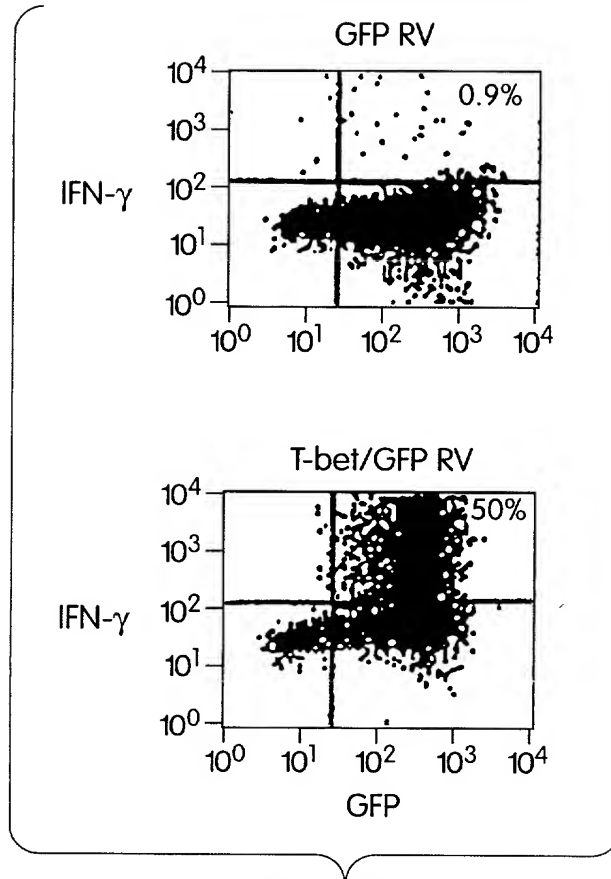 GFP RV
IFN-γ
10⁴
10³
10²
10¹
10⁰
0.9%
10⁰ 10¹ 10² 10³ 10⁴
T-bet/GFP RV
IFN-γ
10⁴
10³
10²
10¹
10⁰
50%
10⁰ 10¹ 10² 10³ 10⁴
GFP